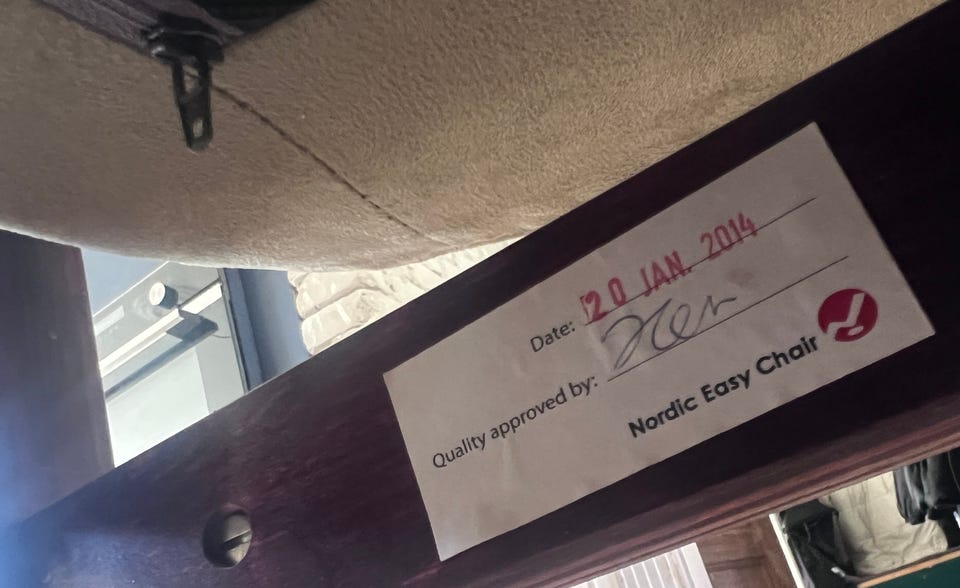 Date: 20 JAN. 2014
Quality approved by:
Nordic Easy Chair